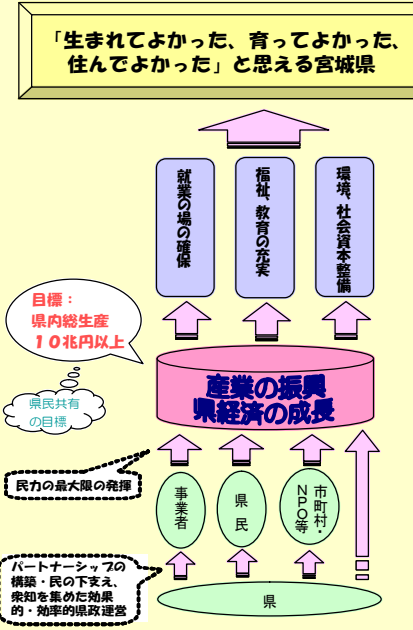 「生まれてよかった、育ってよかった、
住んでよかった」と思える宮城県
就業の場の確保
福祉、教育の充実
環境、社会資本整備
目標：
県内総生産
１０兆円以上
県民共有
の目標
産業の振興
県経済の成長
民力の最大限の発揮
事業者
県民
市町村・
ＮＰＯ等
パートナーシップの
構築・民の下支え、
衆知を集めた効果
的・効率的県政運営
県